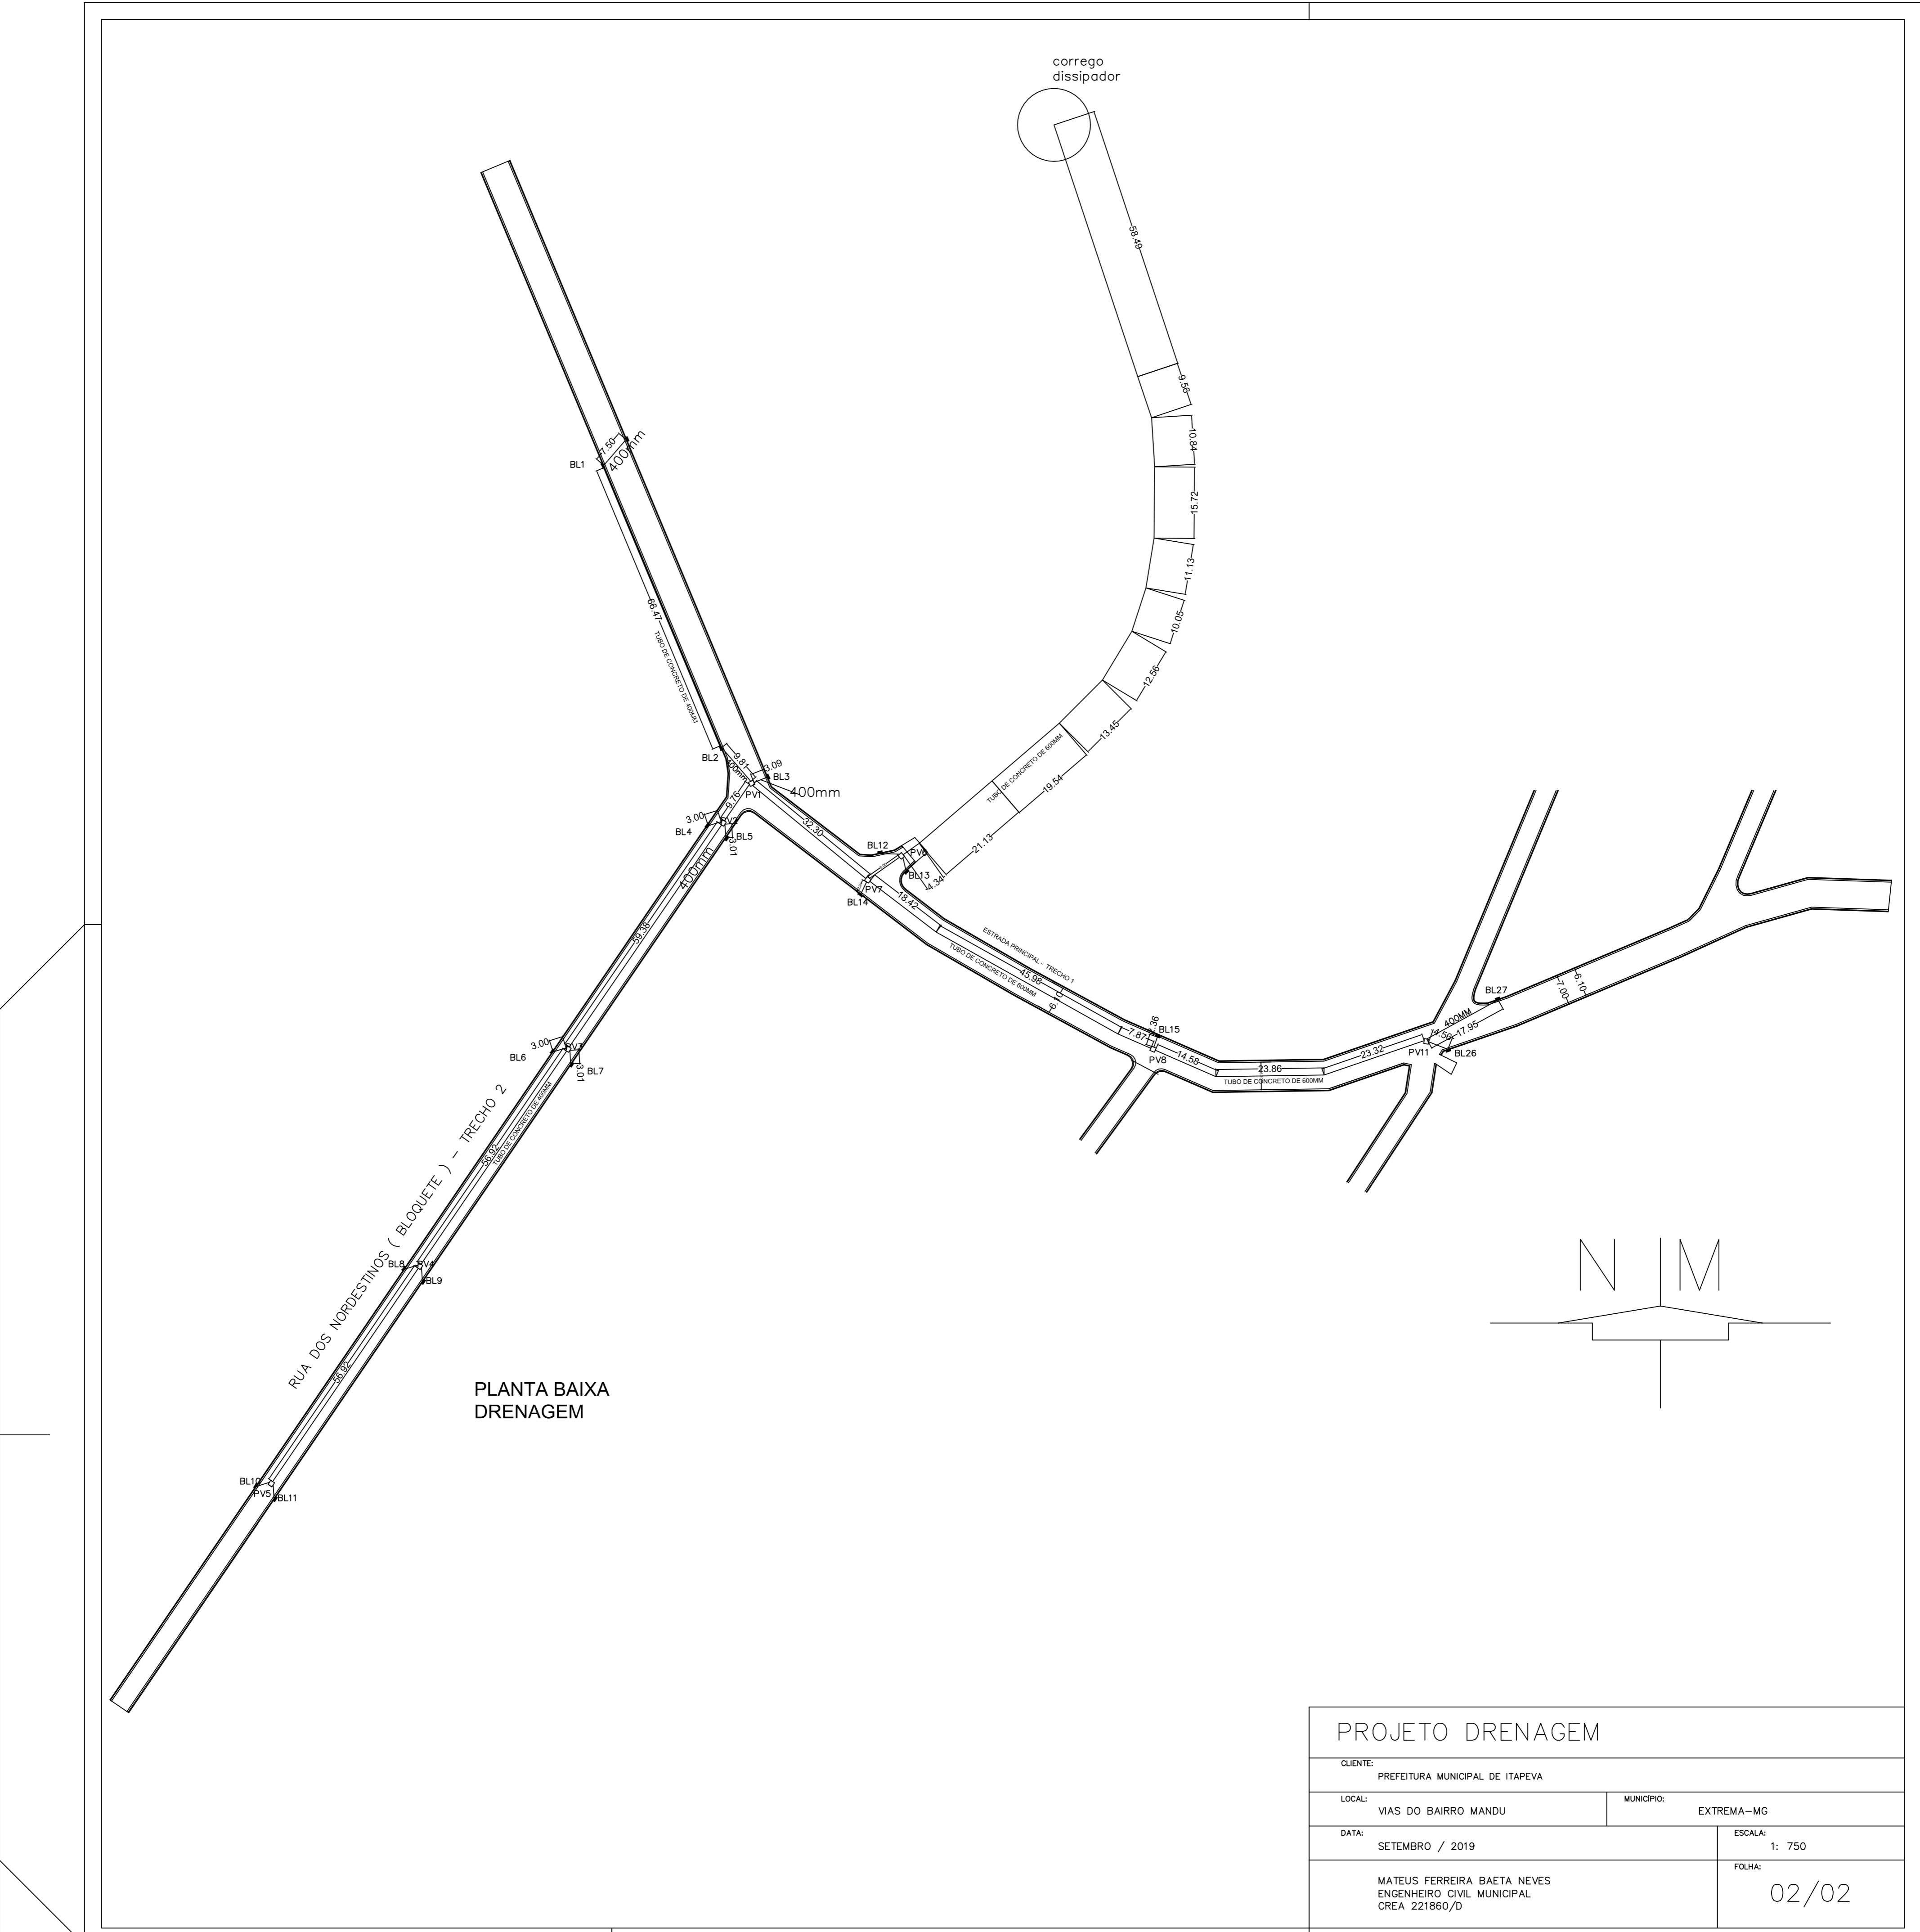 corrego
dissipador
58.49
9.56
10.84
15.72
11.13
10.05
12.56
13.45
TUBO DE CONCRETO DE 600MM
19.54
21.13
4.34
7.50
400mm
BL1
66.47
TUBO DE CONCRETO DE 400MM
BL2
9.81
400mm
3.09
BL3
PV1
400mm
9.76
3.00
PV2
BL4
BL5
3.01
32.30
BL12
PV6
BL13
PV7
BL14
18.42
400mm
59.38
ESTRADA PRINCIPAL - TRECHO 1
45.98
TUBO DE CONCRETO DE 600MM
6.10
7.87
BL15
PV8
14.58
23.86
TUBO DE CONCRETO DE 600MM
23.32
PV11
400MM
17.95
BL27
BL26
7.00
6.10
3.00
PV3
BL6
BL7
3.01
56.92
TUBO DE CONCRETO DE 400MM
RUA DOS NORDESTINOS ( BLOQUETE ) - TRECHO 2
BL8
PV4
BL9
56.92
BL10
PV5
BL11
N M
PLANTA BAIXA
DRENAGEM
PROJETO DRENAGEM
CLIENTE:
PREFEITURA MUNICIPAL DE ITAPEVA
LOCAL:
VIAS DO BAIRRO MANDU
MUNICÍPIO:
EXTREMA-MG
DATA:
SETEMBRO / 2019
ESCALA:
1: 750
MATEUS FERREIRA BAETA NEVES
ENGENHEIRO CIVIL MUNICIPAL
CREA 221860/D
FOLHA:
02/02